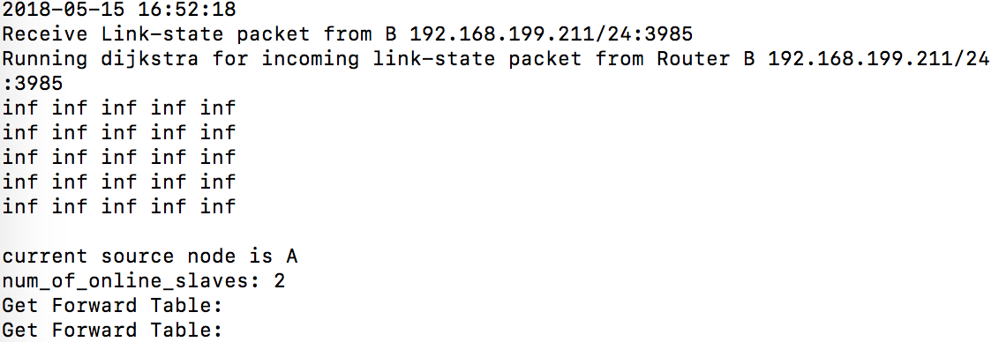 2018-05-15 16:52:18
Receive Link-state packet from B 192.168.199.211/24:3985
Running dijkstra for incoming link-state packet from Router B 192.168.199.211/24
:3985
inf inf inf inf inf
inf inf inf inf inf
inf inf inf inf inf
inf inf inf inf inf
inf inf inf inf inf
current source node is A
num_of_online_slaves: 2
Get Forward Table:
Get Forward Table: